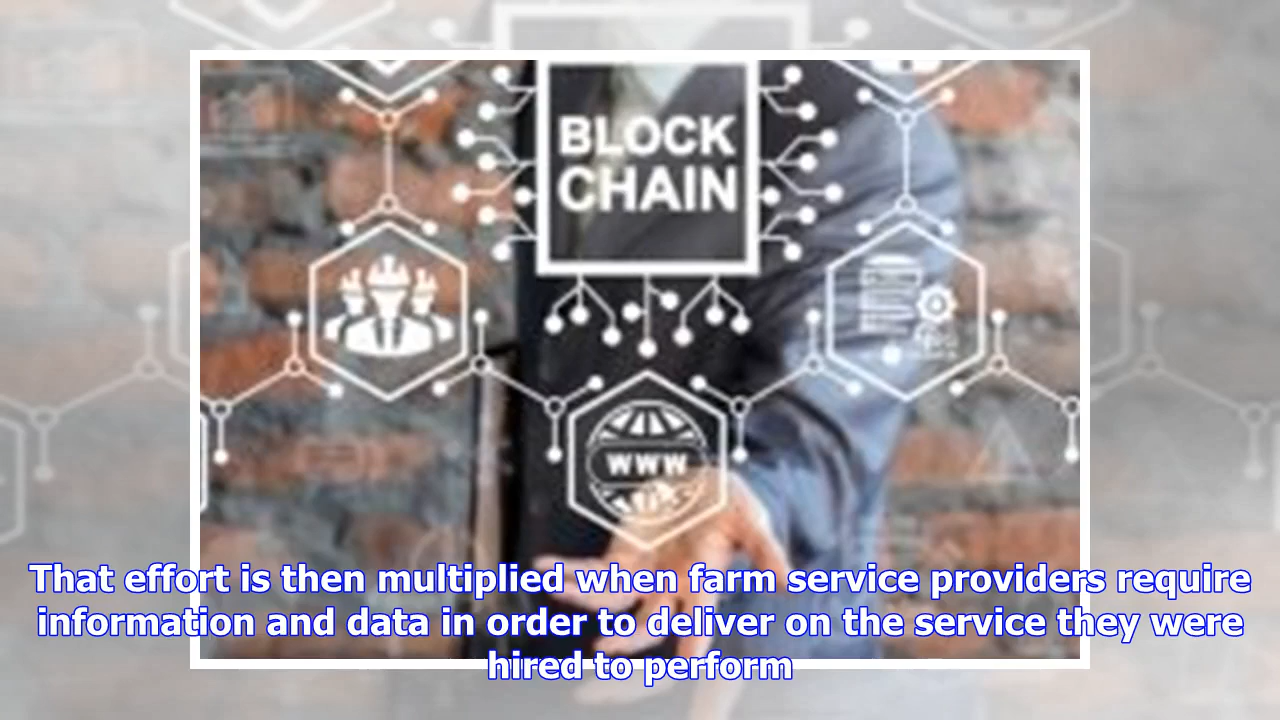 BLOCK
CHAIN
WWW
That effort is then multiplied when farm service providers require
information and data in order to deliver on the service they were
hired to perform